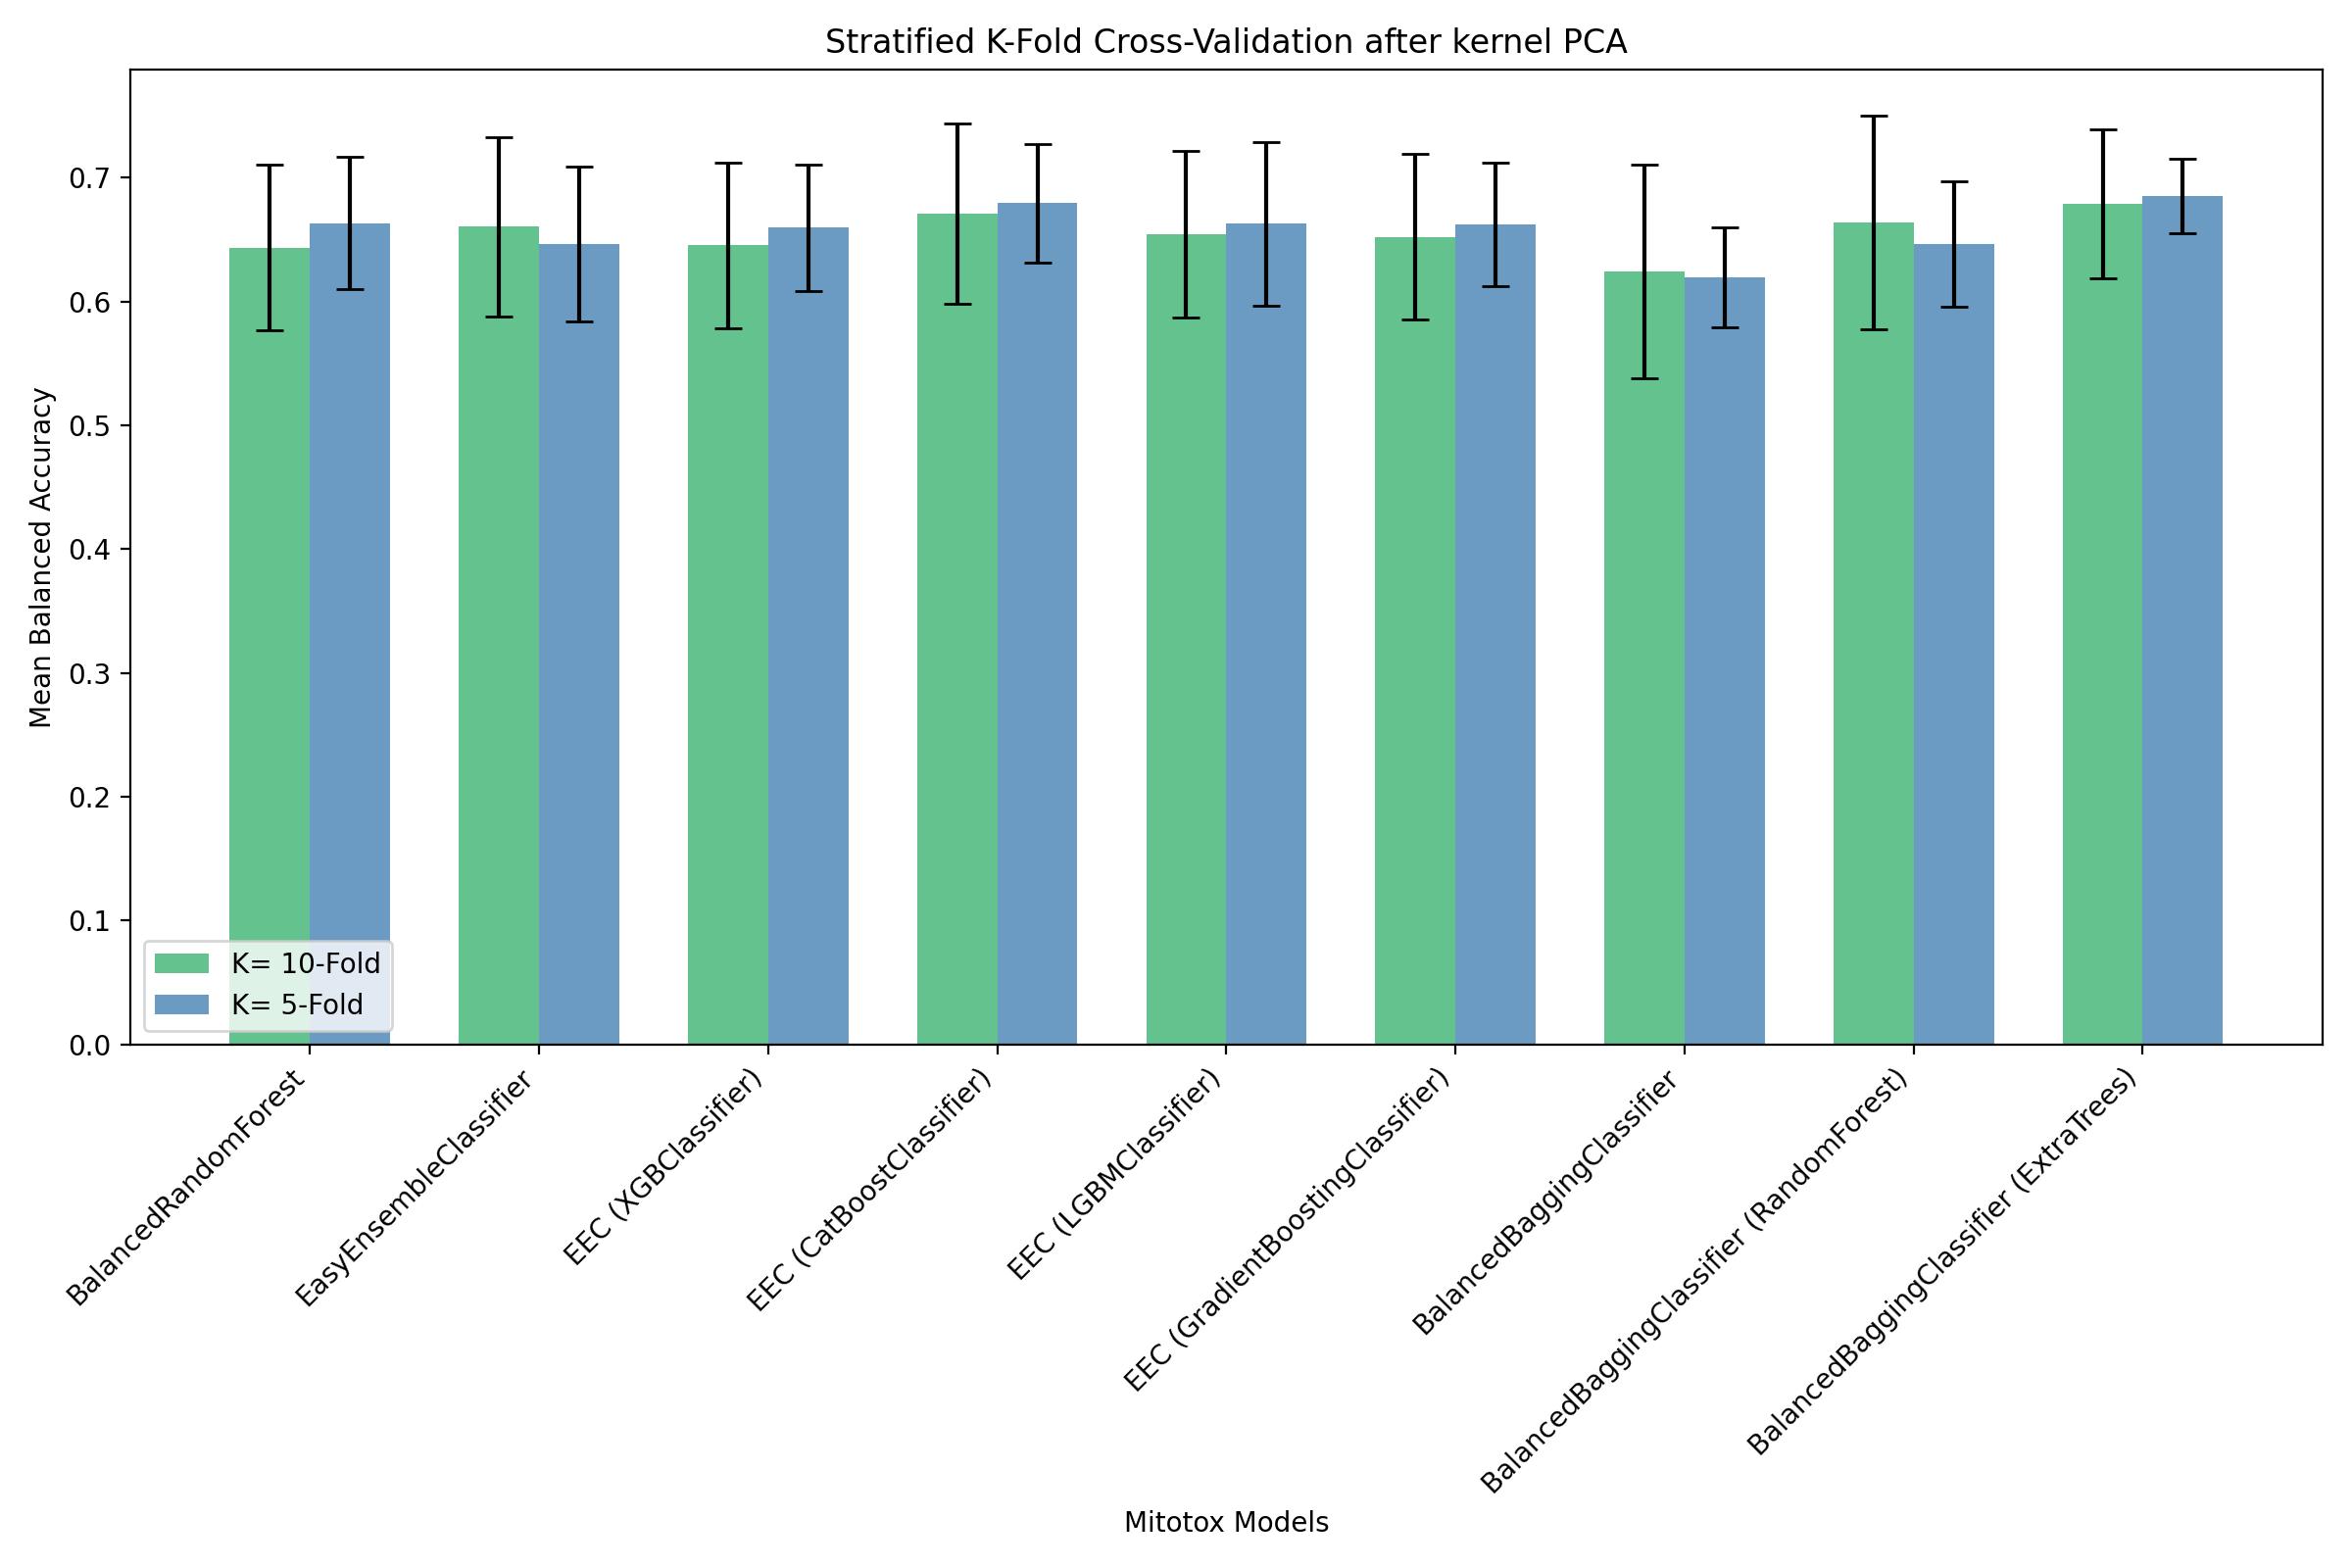 Stratified K-Fold Cross-Validation after kernel PCA
Mean Balanced Accuracy
0.7
0.6
0.5
0.4
0.3
0.2
0.1
0.0
K= 10-Fold
K= 5-Fold
BalancedRandomForest
EasyEnsembleClassifier
EEC (XGBClassifier)
EEC (CatBoostClassifier)
EEC (LGBMClassifier)
EEC (GradientBoostingClassifier)
BalancedBaggingClassifier
BalancedBaggingClassifier (RandomForest)
BalancedBaggingClassifier (ExtraTrees)
Mitotox Models